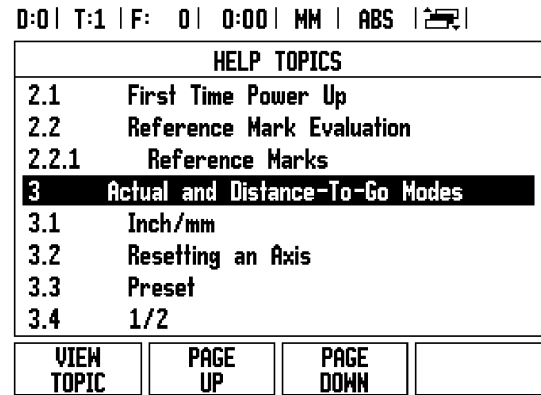 D:0 | T:1 | F: 0 | 0:00 | MM | ABS |
HELP TOPICS
2.1 First Time Power Up
2.2 Reference Mark Evaluation
2.2.1 Reference Marks
3 Actual and Distance-To-Go Modes
3.1 Inch/mm
3.2 Resetting an Axis
3.3 Preset
3.4 1/2
VIEW TOPIC
PAGE UP
PAGE DOWN